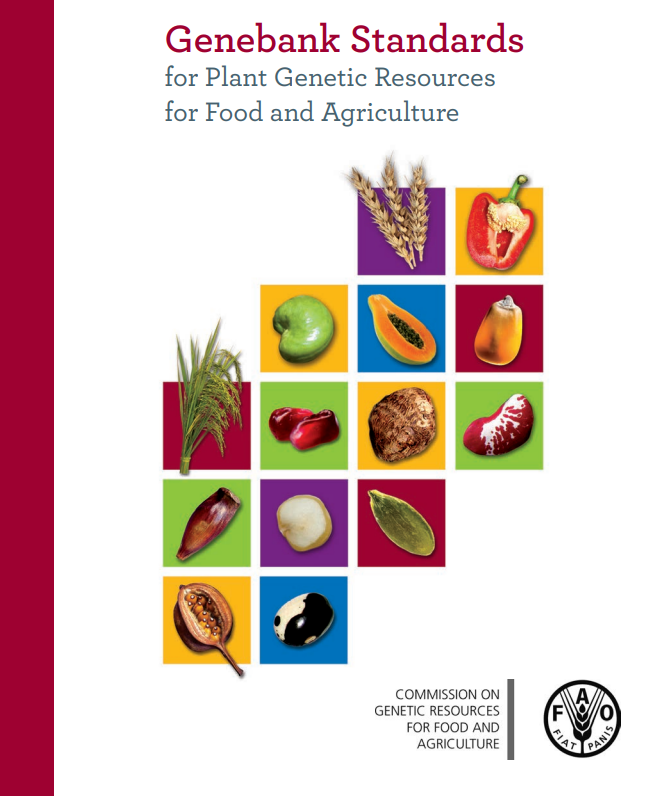 Genebank Standards
for Plant Genetic Resources
for Food and Agriculture
COMMISSION ON
GENETIC RESOURCES
FOR FOOD AND
AGRICULTURE
F A O
FIAT PANIS